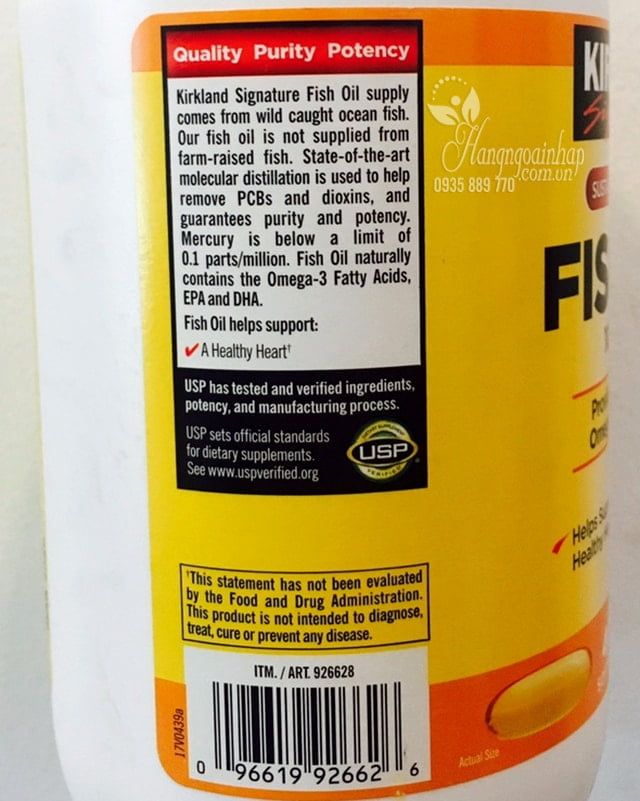 Quality Purity Potency
Kirkland Signature Fish Oil supply
comes from wild caught ocean fish.
Our fish oil is not supplied from
farm-raised fish. State-of-the-art
molecular distillation is used to help
remove PCBs and dioxins, and
guarantees purity and potency.
Mercury is below a limit of
0.1 parts/million. Fish Oil naturally
contains the Omega-3 Fatty Acids,
EPA and DHA.
Fish Oil helps support:
✓ A Healthy Heart†
USP has tested and verified ingredients,
potency, and manufacturing process.
USP sets official standards
for dietary supplements.
See www.uspverified.org
DIETARY SUPPLEMENT
USP
VERIFIED
†This statement has not been evaluated
by the Food and Drug Administration.
This product is not intended to diagnose,
treat, cure or prevent any disease.
ITM. / ART. 926628
0 96619 92662 6
17V0439a
Hangngoainhap
.com.vn
0935 889 770
KI
SUST
FIS
Helps
Actual Size